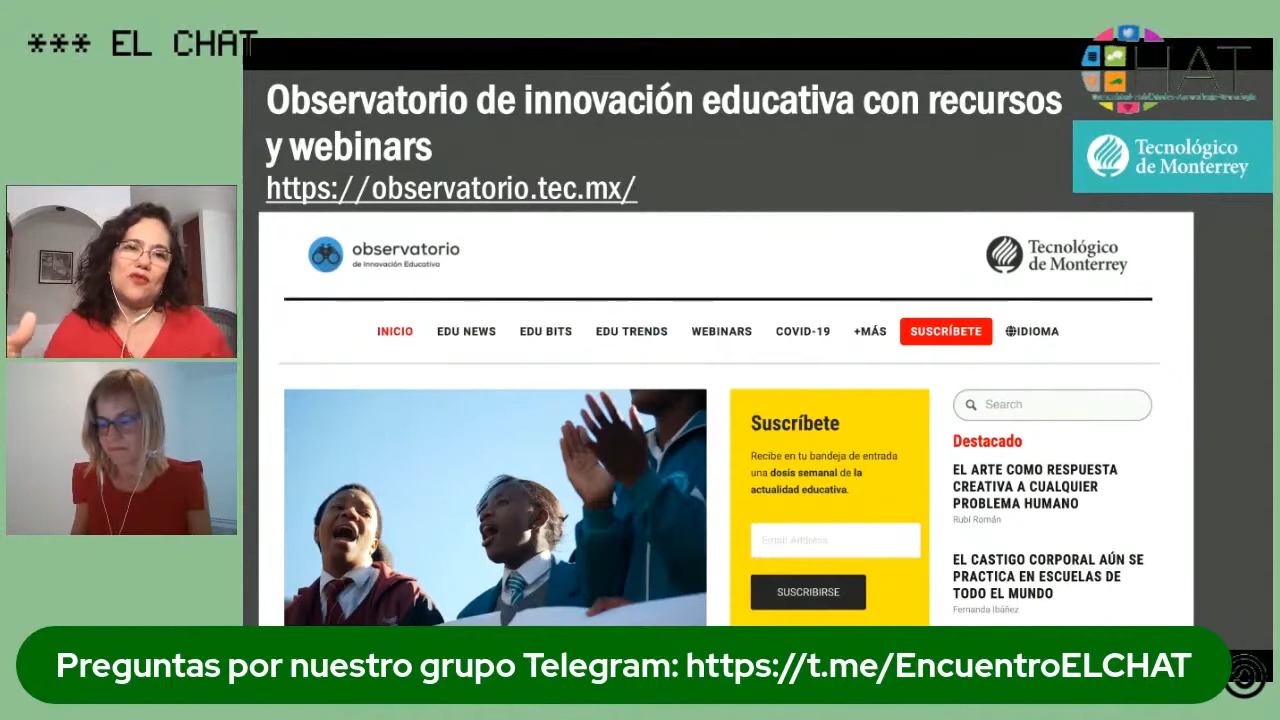 *** EL CHAT
HAT
Observatorio de innovación educativa con recursos
y webinars
https://observatorio.tec.mx/
Tecnológico
de Monterrey
observatorio
de Innovación Educativa
Tecnológico
de Monterrey
INICIO EDU NEWS EDU BITS EDU TRENDS WEBINARS COVID-19 +MÁS SUSCRÍBETE IDIOMA
Suscríbete
Recibe en tu bandeja de entrada
una dosis semanal de la
actualidad educativa.
Email Address
SUSCRIBIRSE
Search
Destacado
EL ARTE COMO RESPUESTA
CREATIVA A CUALQUIER
PROBLEMA HUMANO
Rubí Román
EL CASTIGO CORPORAL AÚN SE
PRACTICA EN ESCUELAS DE
TODO EL MUNDO
Fernanda Ibáñez
Preguntas por nuestro grupo Telegram: https://t.me/EncuentroELCHAT